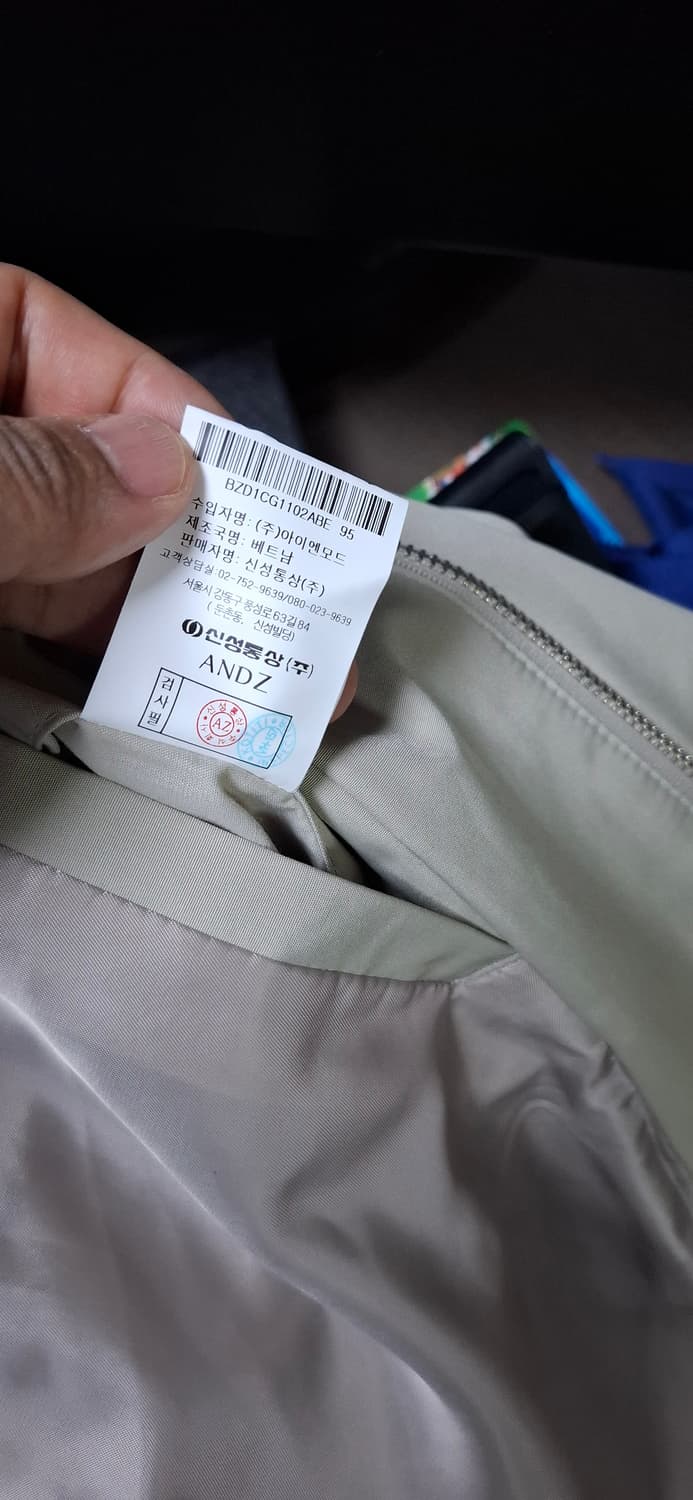 BZD1CG1102ABE 95
수입자명: (주)아이엔모드
제조국명: 베트남
판매자명: 신성통상(주)
고객상담실:02-752-9639/080-023-9639
서울시 강동구 풍성로63길 84
(둔촌동, 신성빌딩)
신성통상(주)
ANDZ
검사필
AZ